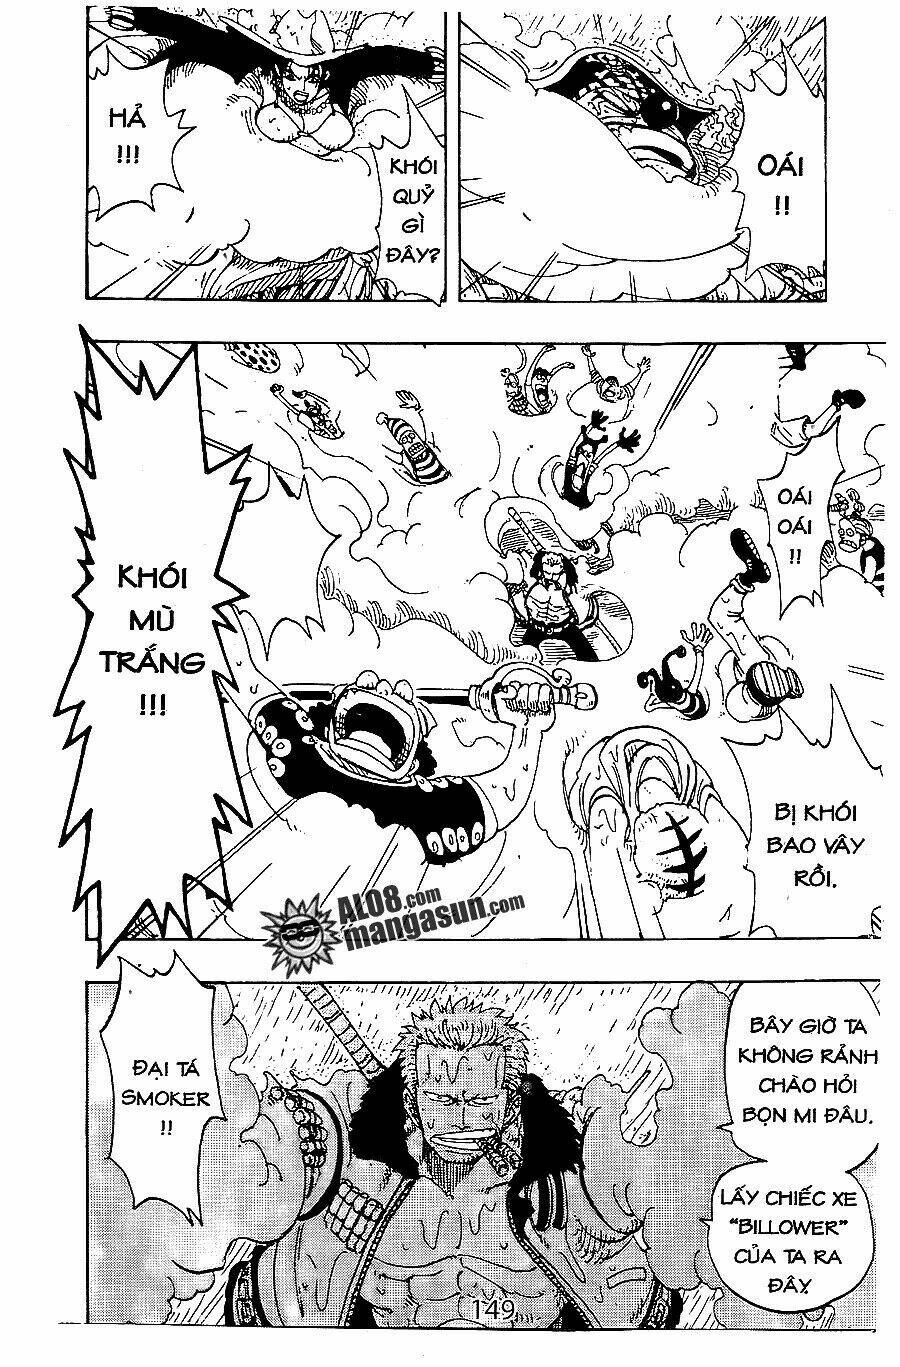 OÁI
!!
KHÓI
QUỶ
GÌ
ĐÂY?
HẢ
!!!
OÁI
OÁI
!!
KHÓI
MÙ
TRẮNG
!!!
BỊ KHÓI
BAO VÂY
RỒI.
AL08.com
mangasun.com
BÂY GIỜ TA
KHÔNG RẢNH
CHÀO HỎI
BỌN MI ĐÂU.
LẤY CHIẾC XE
“BILLOWER”
CỦA TA RA
ĐÂY.
ĐẠI TÁ
SMOKER
!!
149